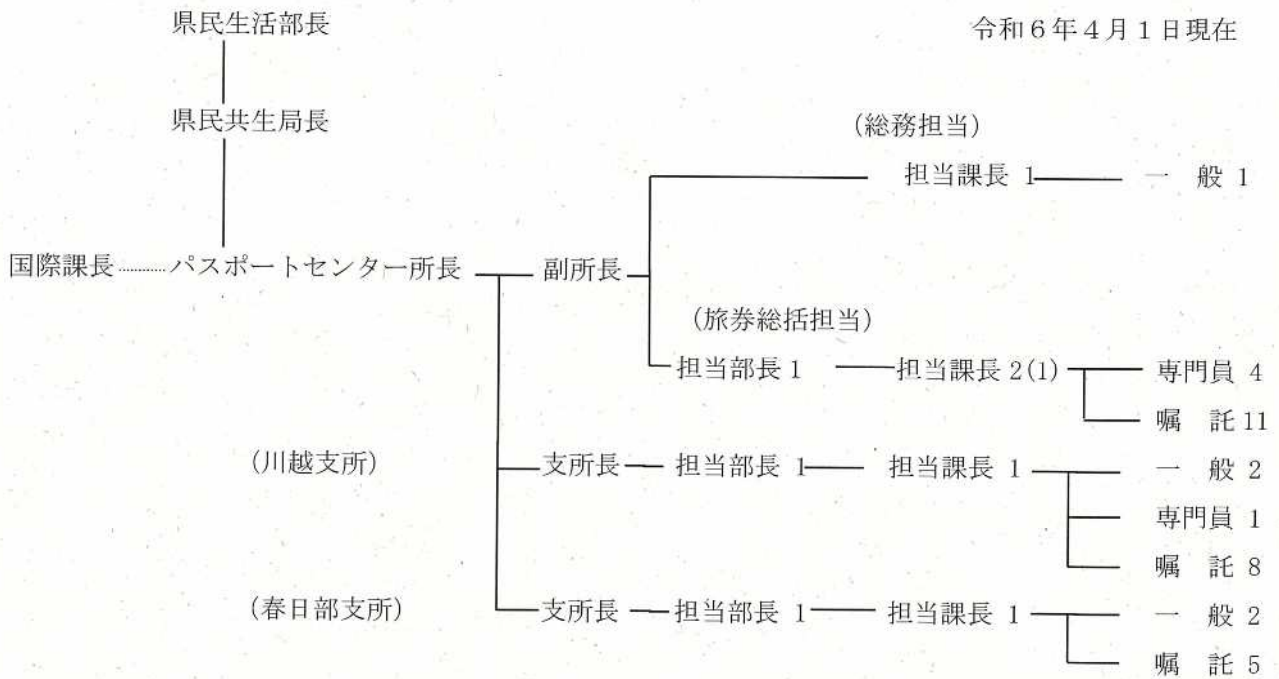 県民生活部長
令和6年4月1日現在
県民共生局長
(総務担当)
担当課長 1 一 般 1
国際課長 パスポートセンター所長 副所長
(旅券総括担当)
担当部長 1 担当課長 2(1) 専門員 4
嘱 託 11
(川越支所) 支所長 担当部長 1 担当課長 1 一 般 2
専門員 1
嘱 託 8
(春日部支所) 支所長 担当部長 1 担当課長 1 一 般 2
嘱 託 5